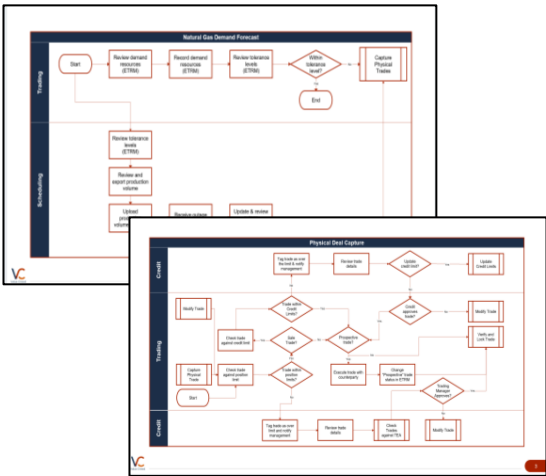 Natural Gas Demand Forecast
Trading
Start
Review demand
resources
(ETRM)
Record demand
resources
(ETRM)
Review tolerance
levels
(ETRM)
Within
tolerance
level?
Capture
Physical
Trades
End
Scheduling
Review tolerance
levels
(ETRM)
Review and
export production
volume
Upload
Update & review
VC
Physical Deal Capture
Credit
Tag trade as over
the limit & notify
management
Review trade
details
Update
credit limit?
Update
Credit Limits
Trading
Modify Trade
Trade within
Credit
Limits?
Credit
approves
trade?
Modify Trade
Check trade
against credit limit
Sale
Trade?
Prospective
trade?
Verify and
Lock Trade
Capture
Physical
Trade
Check trade
against position
limit
Trade within
position
limits?
Execute trade with
counterparty
Change
'Prospective' Trade
status in ETRM
Trading
Manager
Approves?
Start
Credit
Tag trade as over
limit and notify
management
Review trade
details
Check
Trades
against TDS
Modify Trade
VC